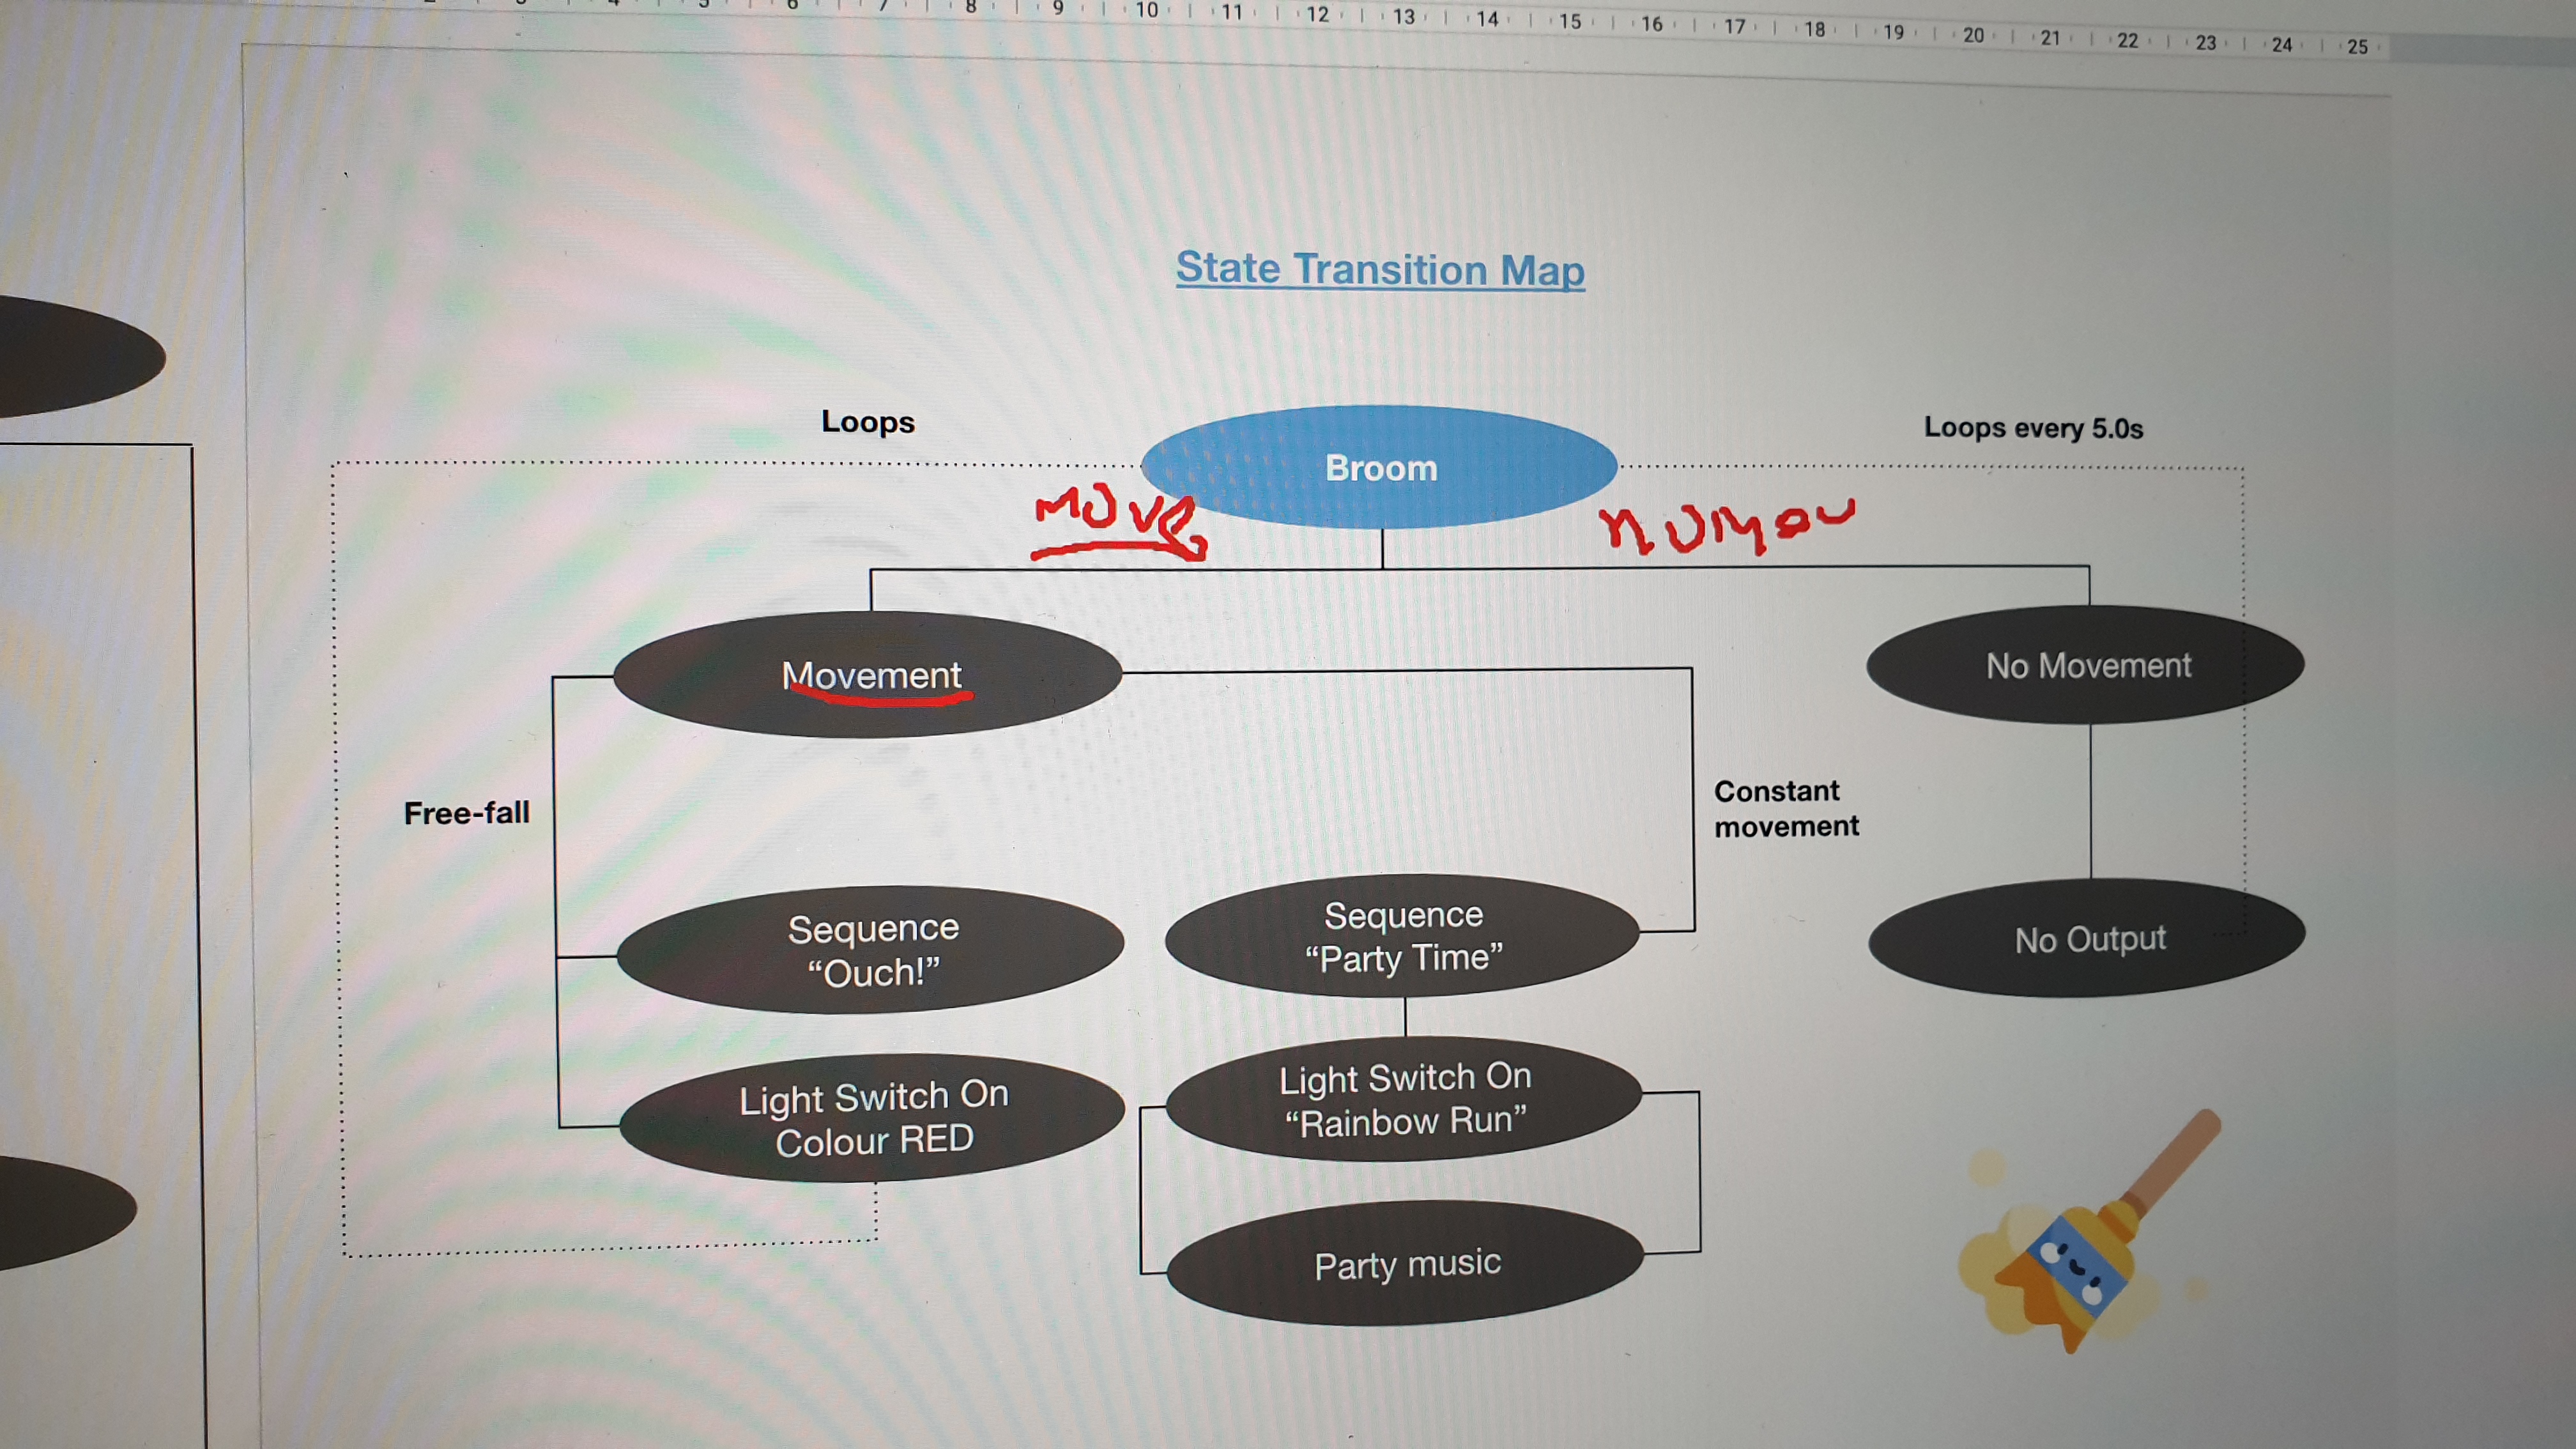 7 8 9 10 11 12 13 14 15 16 17 18 19 20 21 22 23 24 25
State Transition Map
Loops
Broom
Loops every 5.0s
Move
Movement
No Movement
Free-fall
Constant
movement
Sequence
“Ouch!”
Sequence
“Party Time”
No Output
Light Switch On
Colour RED
Light Switch On
“Rainbow Run”
Party music